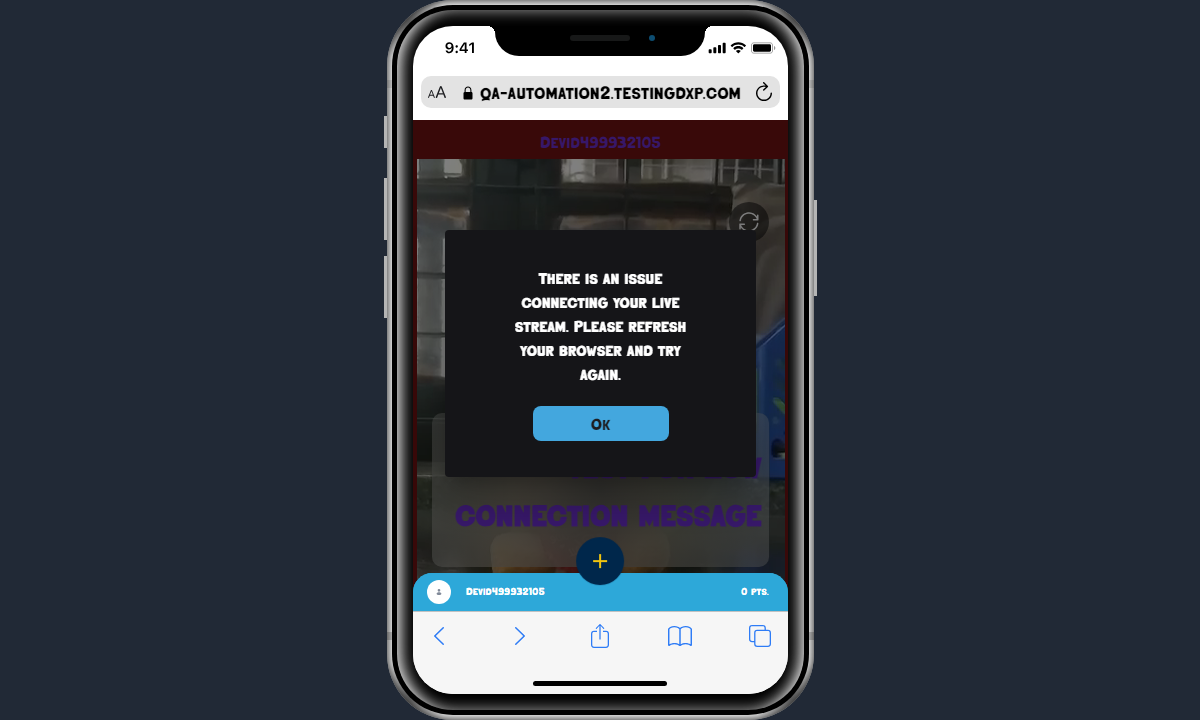 9:41
AA QA-AUTOMATION2.TESTINGDXP.COM
Devid499932105
There is an issue
connecting your live
stream. Please refresh
your browser and try
again.
Ok
CONNECTION MESSAGE
Devid499932105 0 pts.